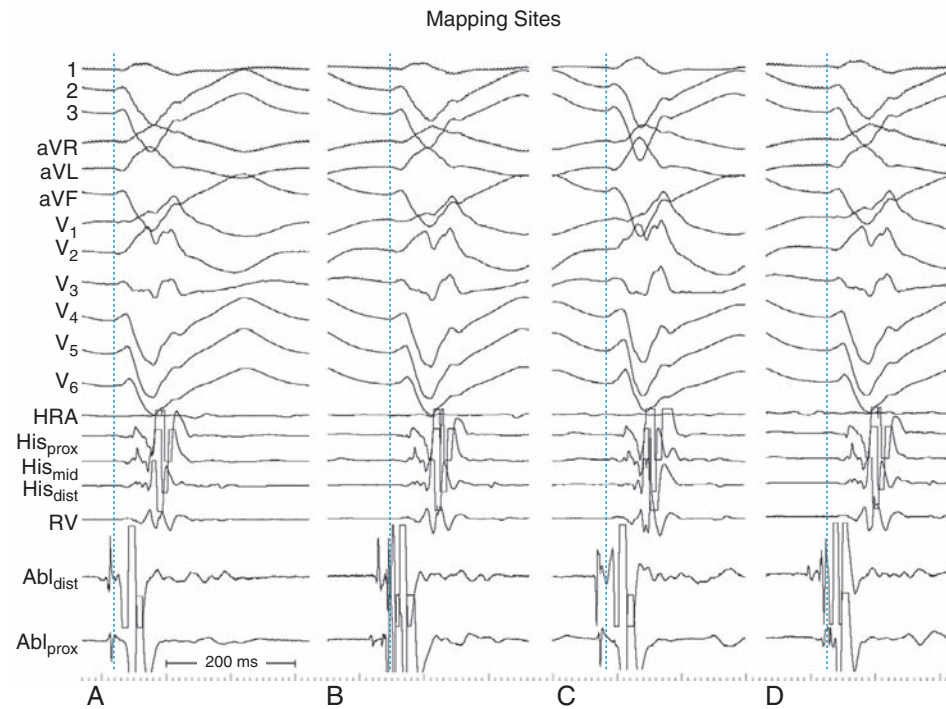 Mapping Sites
1
2
3
aVR
aVL
aVF
V1
V2
V3
V4
V5
V6
HRA
Hisprox
Hismid
Hisdist
RV
Abldist
Ablprox
200 ms
A B C D